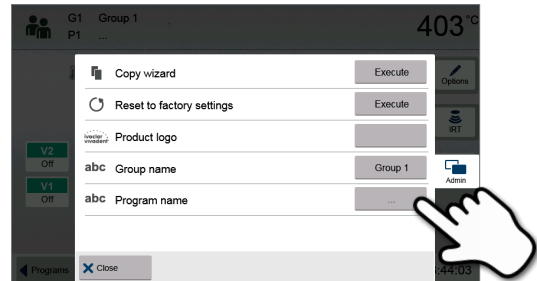 G1 Group 1
P1 ...
403°C
Copy wizard Execute
Reset to factory settings Execute
ivoclar vivadent Product logo
abc Group name Group 1
abc Program name ...
Options
IRT
Admin
V2
Off
V1
Off
Programs
Close
:44:03